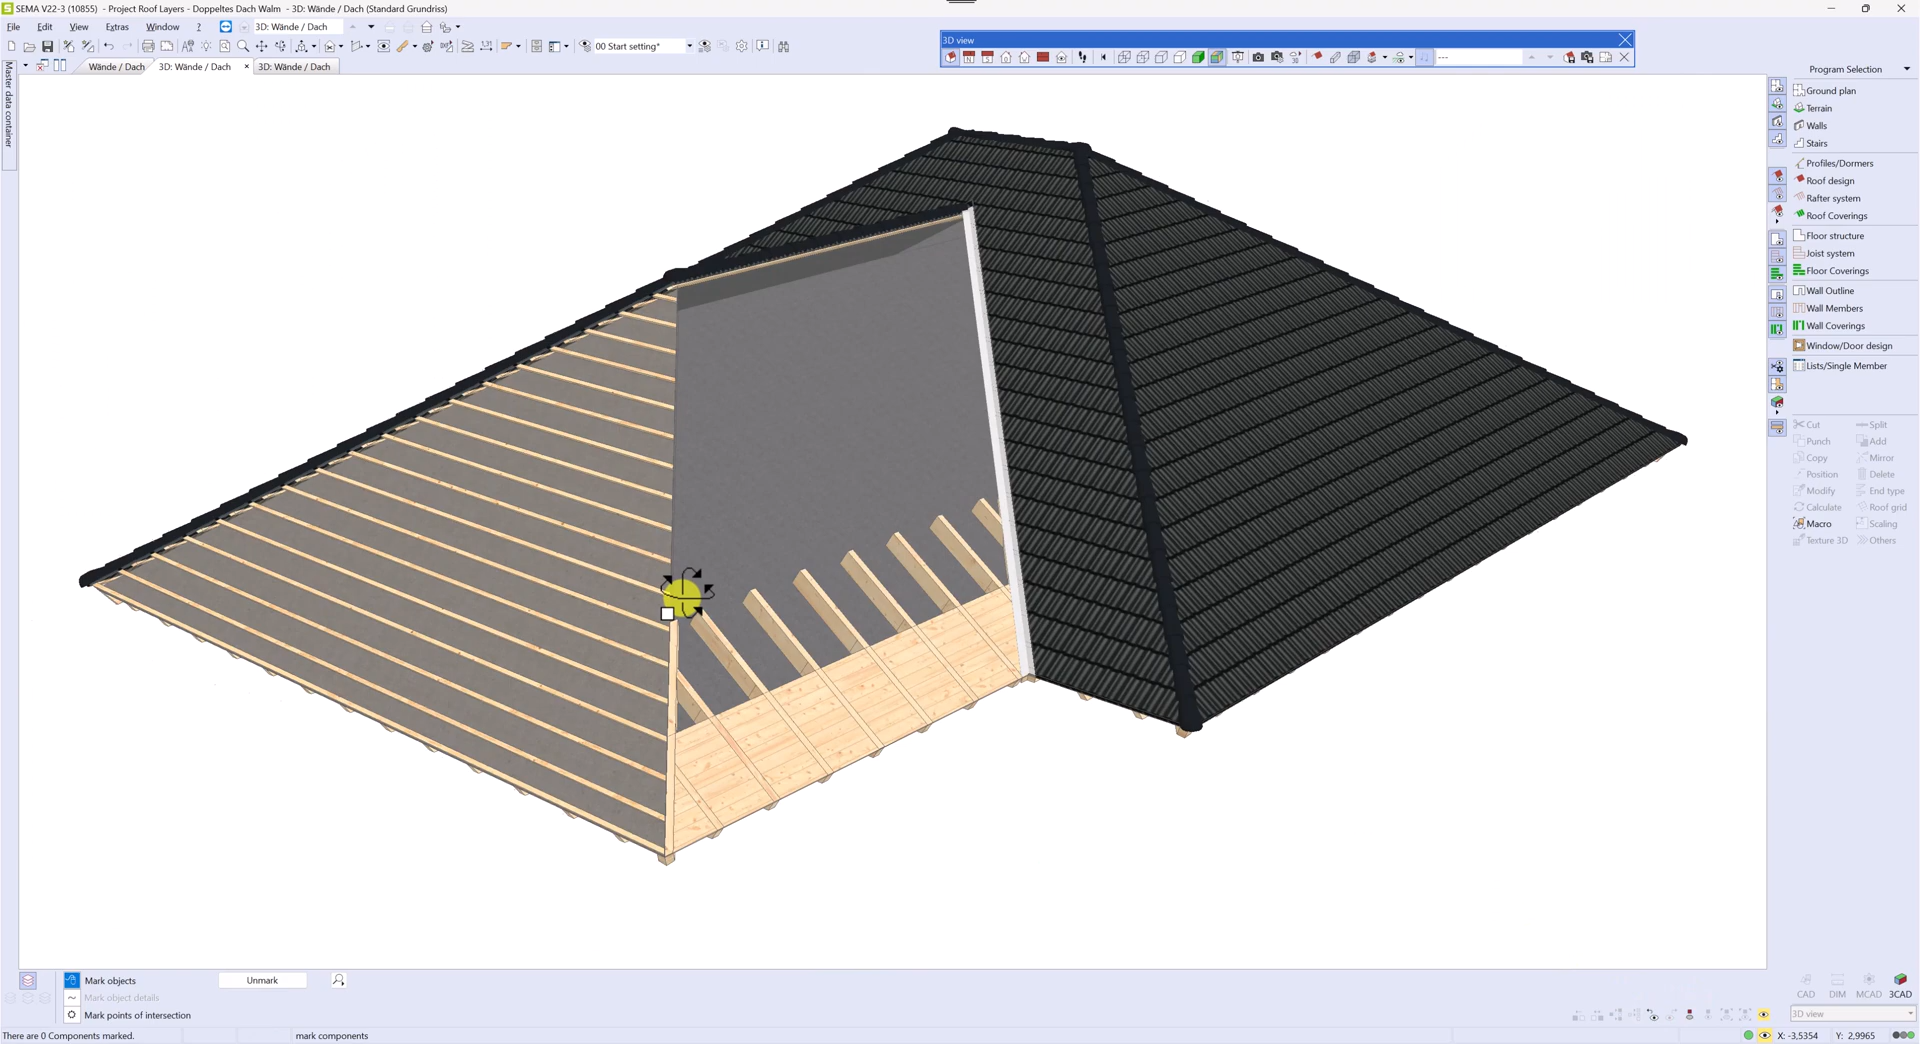 SEMA V22-3 (10855) - Project Roof Layers - Doppeltes Dach Walm - 3D: Wände / Dach (Standard Grundriss)
File Edit View Extras Window ? 3D: Wände / Dach
00 Start setting*
3D view
---
Wände / Dach 3D: Wände / Dach × 3D: Wände / Dach
Master data container
Program Selection
Ground plan
Terrain
Walls
Stairs
Profiles/Dormers
Roof design
Rafter system
Roof Coverings
Floor structure
Joist system
Floor Coverings
Wall Outline
Wall Members
Wall Coverings
Window/Door design
Lists/Single Member
Cut Split
Punch Add
Copy Mirror
Position Delete
Modify End type
Calculate Roof grid
Macro Scaling
Texture 3D Others
Mark objects Unmark
Mark object details
Mark points of intersection
CAD DIM MCAD 3CAD
3D view
There are 0 Components marked. mark components X: -3,5354 Y: 2,9965